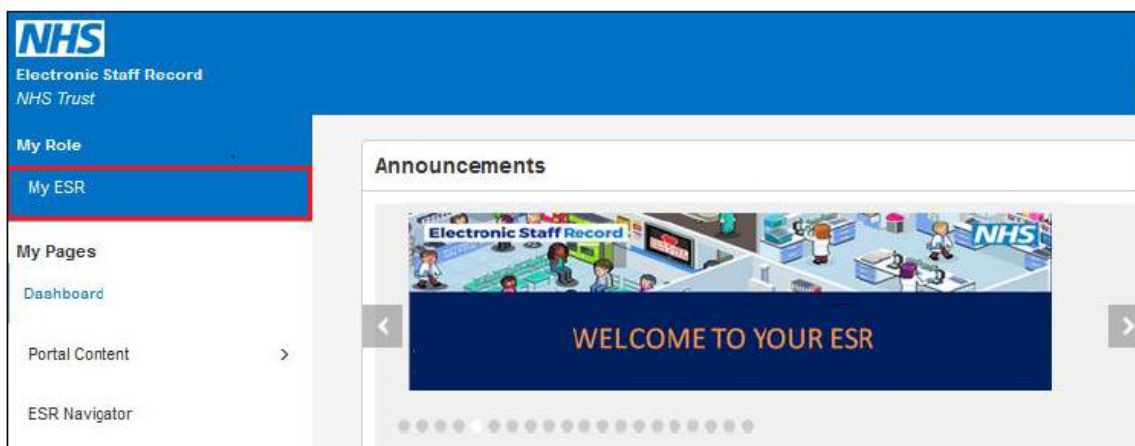 NHS
Electronic Staff Record
NHS Trust
My Role
My ESR
My Pages
Dashboard
Portal Content
ESR Navigator
Announcements
Electronic Staff Record
NHS
WELCOME TO YOUR ESR